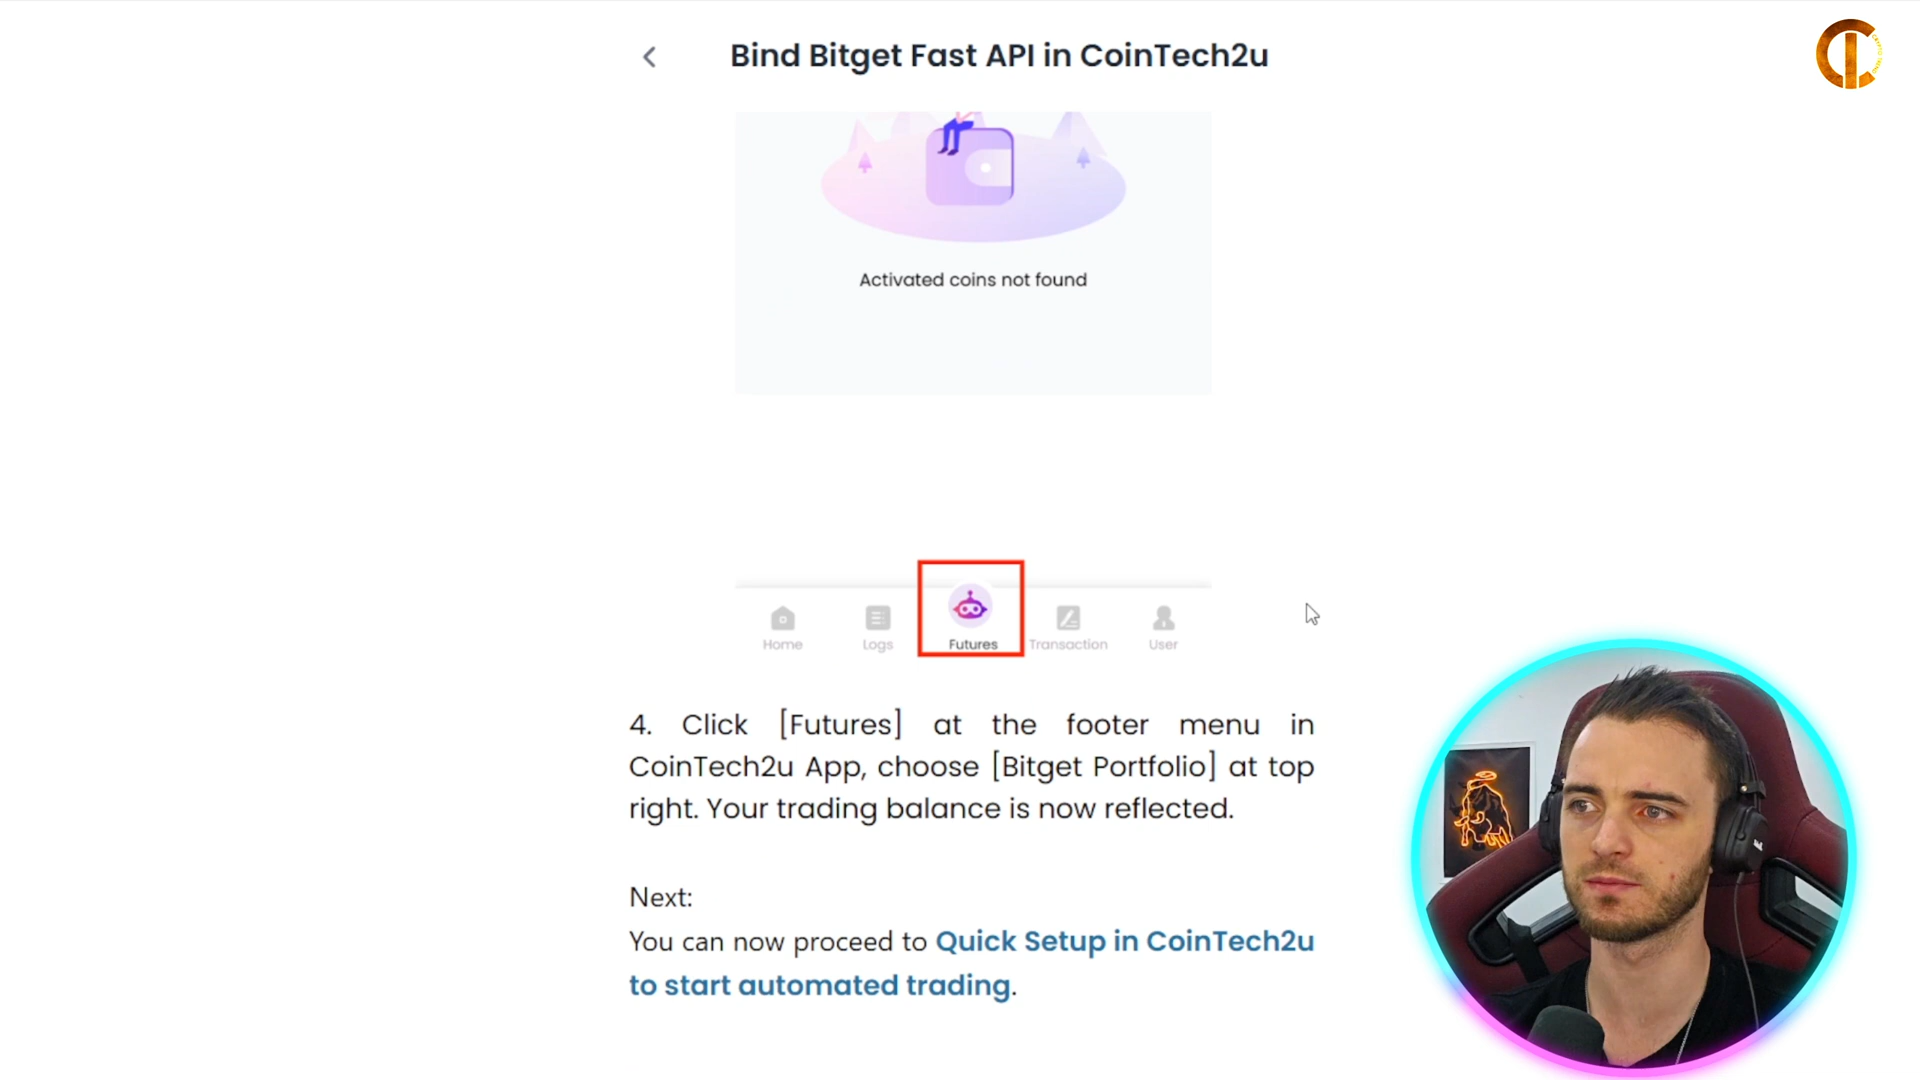 Bind Bitget Fast API in CoinTech2u
Activated coins not found
Home
Logs
Futures
Transaction
User
4. Click [Futures] at the footer menu in
CoinTech2u App, choose [Bitget Portfolio] at top
right. Your trading balance is now reflected.
Next:
You can now proceed to Quick Setup in CoinTech2u
to start automated trading.